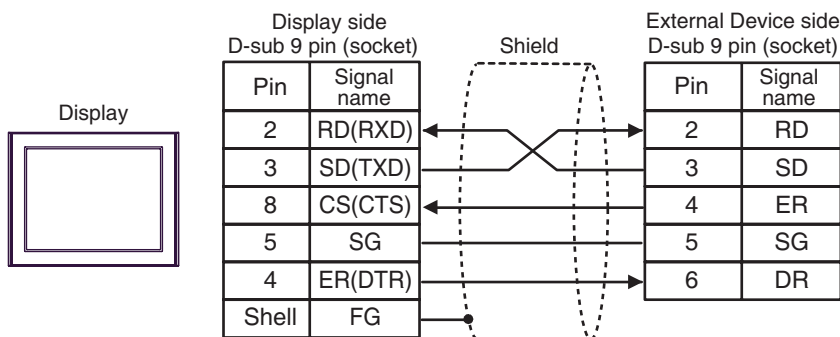 Display side
D-sub 9 pin (socket)
Shield
External Device side
D-sub 9 pin (socket)
Display
Pin Signal name
Pin Signal name
2 RD(RXD) 2 RD
3 SD(TXD) 3 SD
8 CS(CTS) 4 ER
5 SG 5 SG
4 ER(DTR) 6 DR
Shell FG